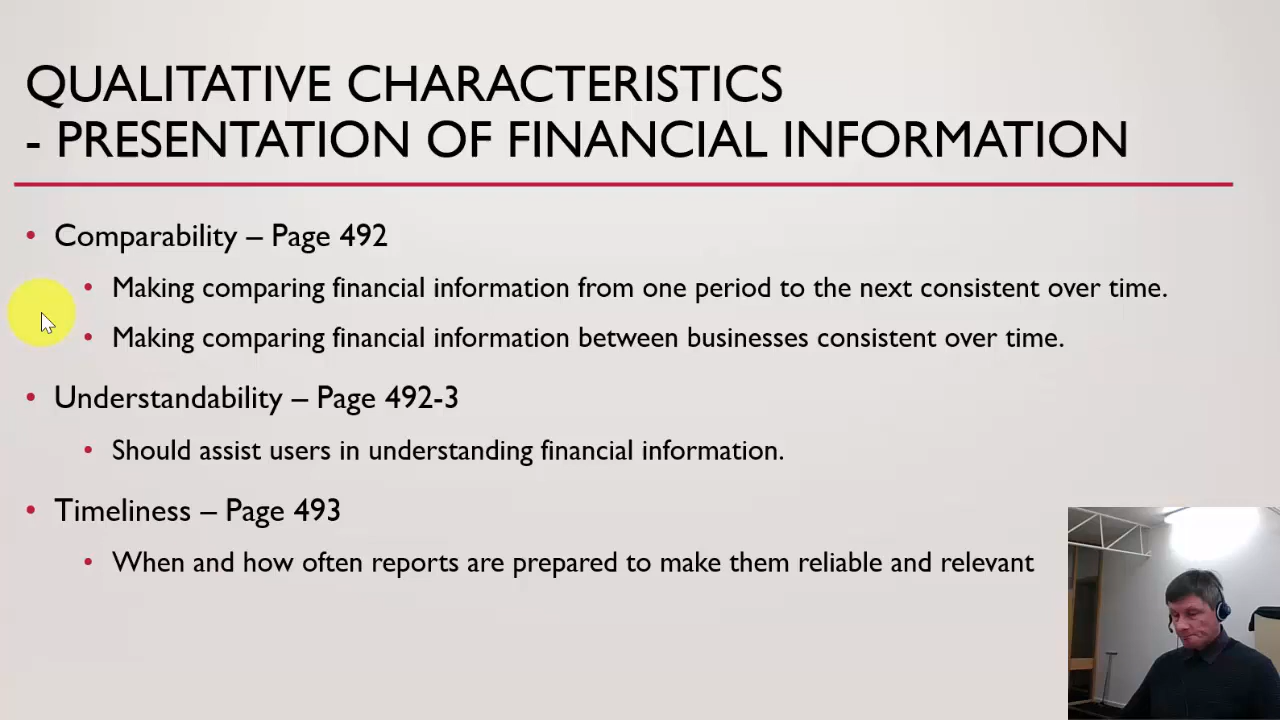 QUALITATIVE CHARACTERISTICS
- PRESENTATION OF FINANCIAL INFORMATION
• Comparability – Page 492
• Making comparing financial information from one period to the next consistent over time.
• Making comparing financial information between businesses consistent over time.
• Understandability – Page 492-3
• Should assist users in understanding financial information.
• Timeliness – Page 493
• When and how often reports are prepared to make them reliable and relevant